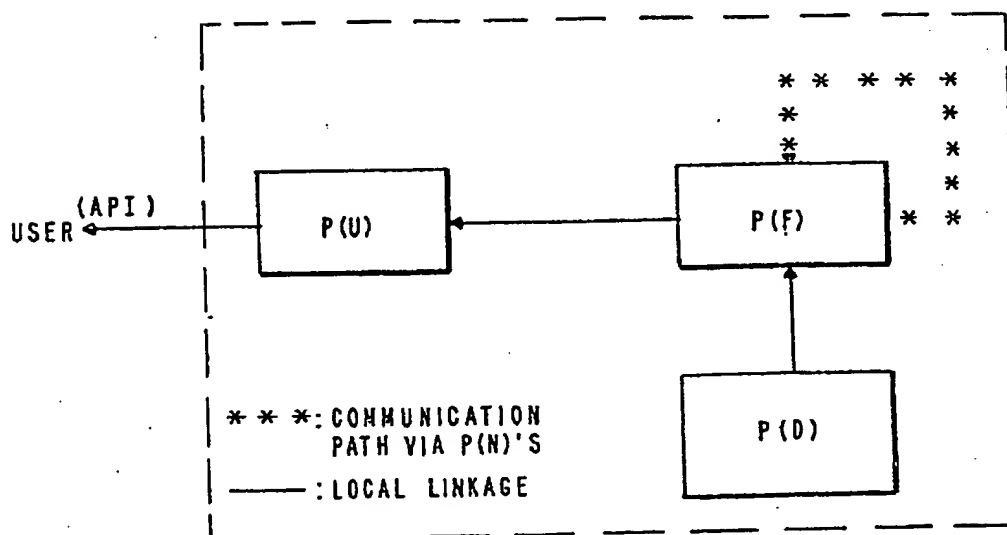 (API)
USER
P(U)
P(F)
P(D)
* * *: COMMUNICATION
PATH VIA P(N)'S
: LOCAL LINKAGE